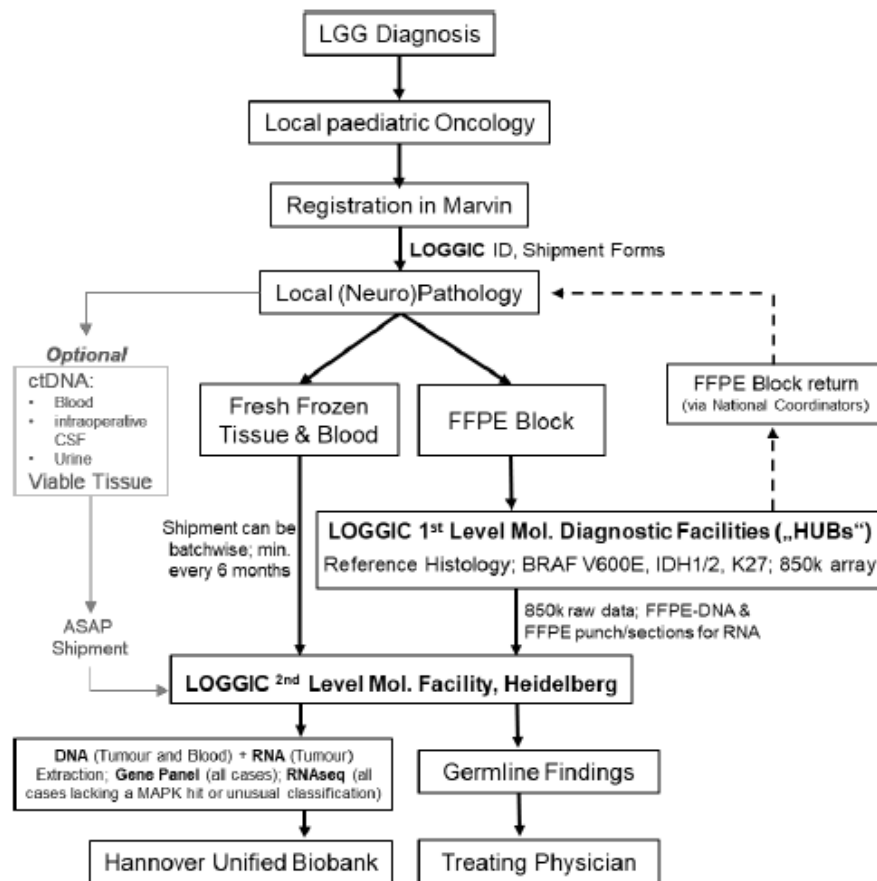 LGG Diagnosis
Local paediatric Oncology
Registration in Marvin
LOGGIC ID, Shipment Forms
Local (Neuro)Pathology
Optional
ctDNA:
• Blood
• intraoperative
CSF
• Urine
Viable Tissue
ASAP
Shipment
Fresh Frozen
Tissue & Blood
Shipment can be
batchwise; min.
every 6 months
FFPE Block
FFPE Block return
(via National Coordinators)
LOGGIC 1st Level Mol. Diagnostic Facilities („HUBs“)
Reference Histology; BRAF V600E, IDH1/2, K27; 850k array
850k raw data; FFPE-DNA &
FFPE punch/sections for RNA
LOGGIC 2nd Level Mol. Facility, Heidelberg
DNA (Tumour and Blood) + RNA (Tumour)
Extraction; Gene Panel (all cases); RNAseq (all
cases lacking a MAPK hit or unusual classification)
Germline Findings
Hannover Unified Biobank
Treating Physician